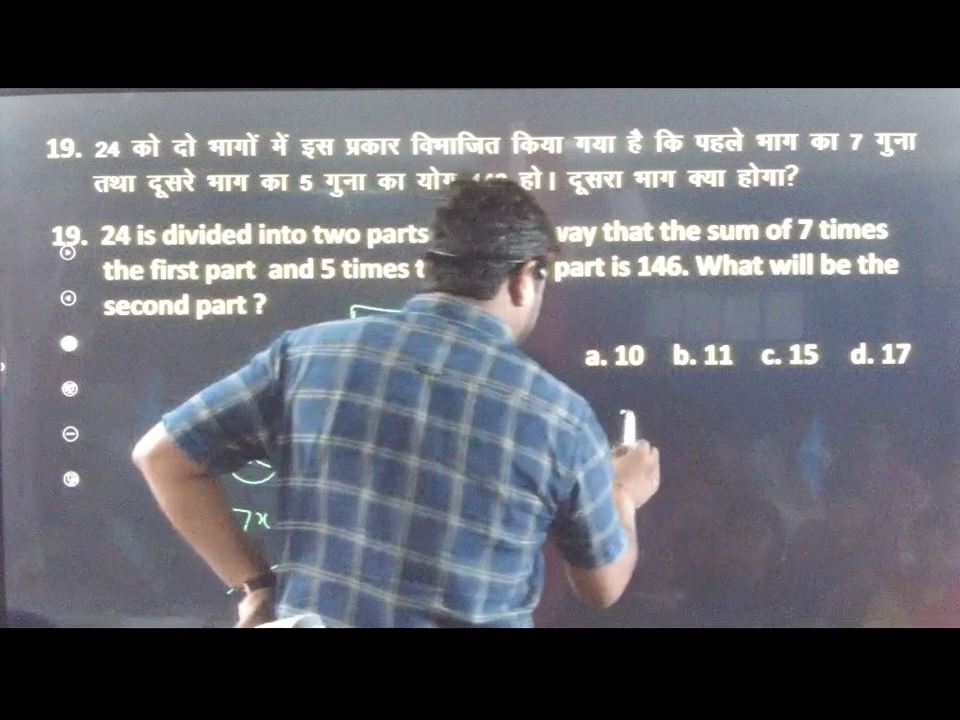 19. 24 को दो भागों में इस प्रकार विभाजित किया गया है कि पहले भाग का 7 गुना
तथा दूसरे भाग का 5 गुना का योग हो। दूसरा भाग क्या होगा?
19. 24 is divided into two parts way that the sum of 7 times
the first part and 5 times part is 146. What will be the
second part ?
a. 10 b. 11 c. 15 d. 17
7x